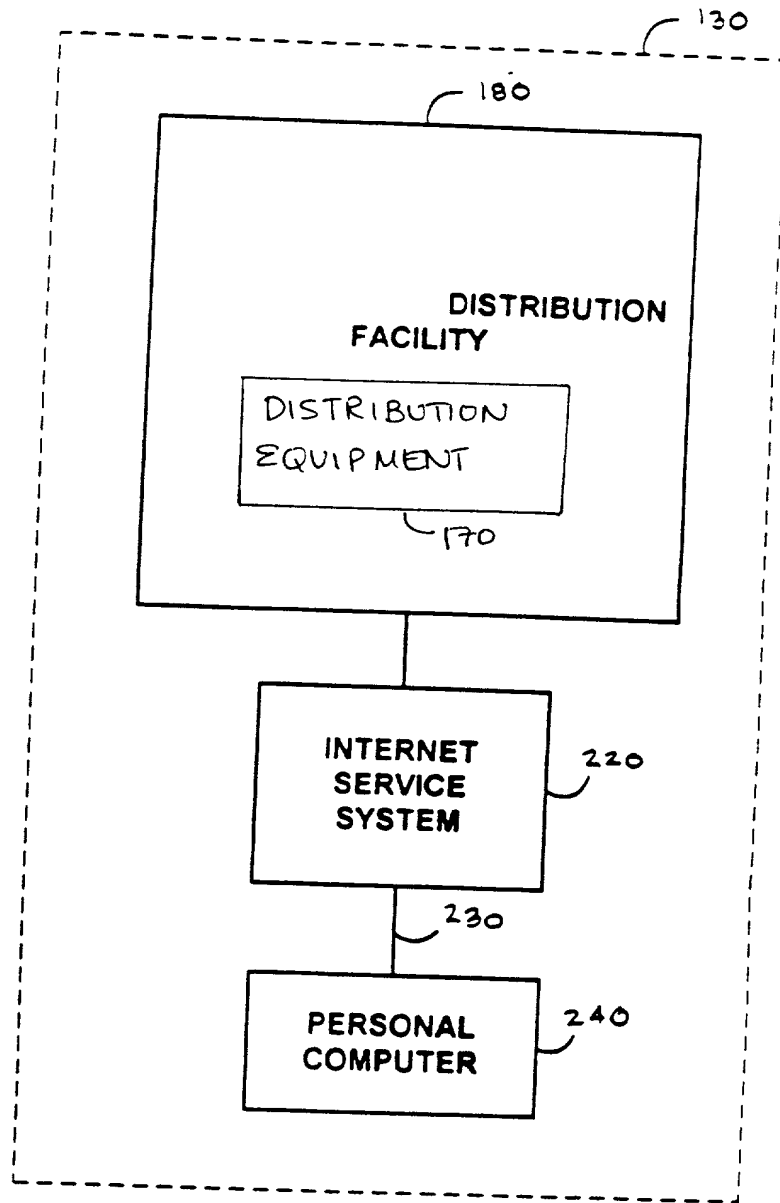 130
180
DISTRIBUTION
FACILITY
DISTRIBUTION
EQUIPMENT
170
INTERNET
SERVICE
SYSTEM
220
230
PERSONAL
COMPUTER
240